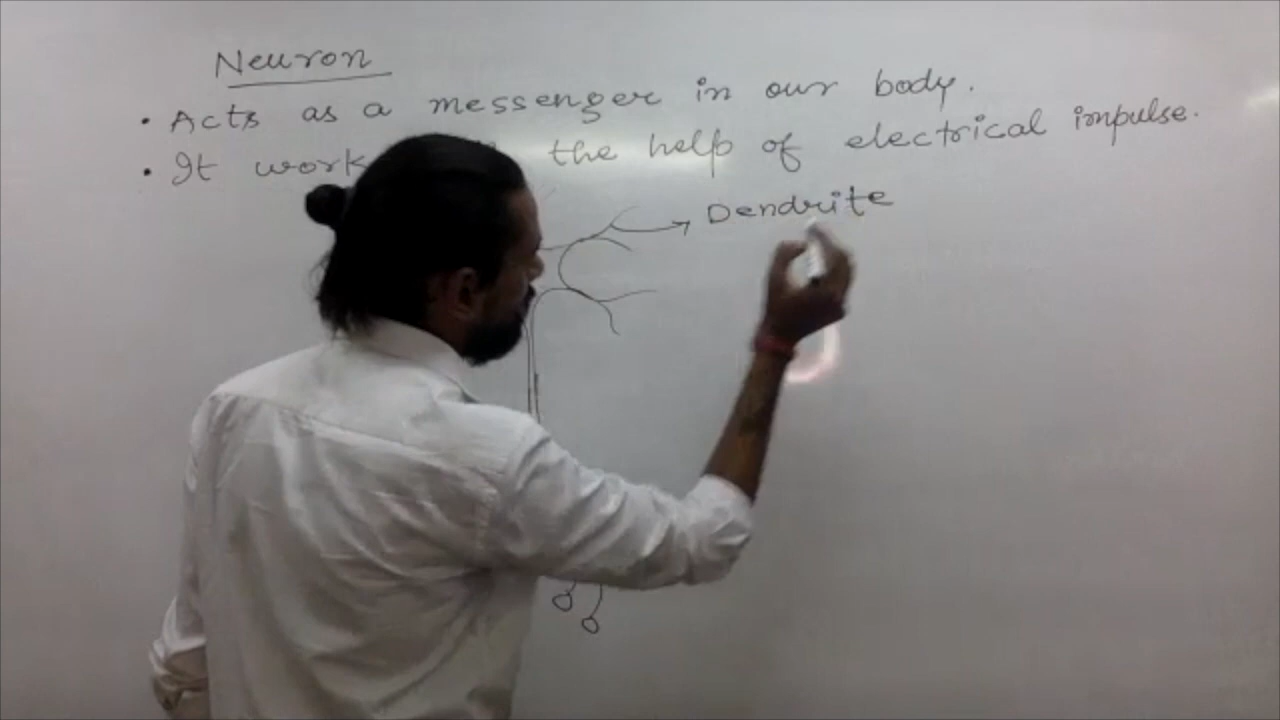 Neuron
• Acts as a messenger in our body.
• It work the help of electrical impulse.
Dendrite